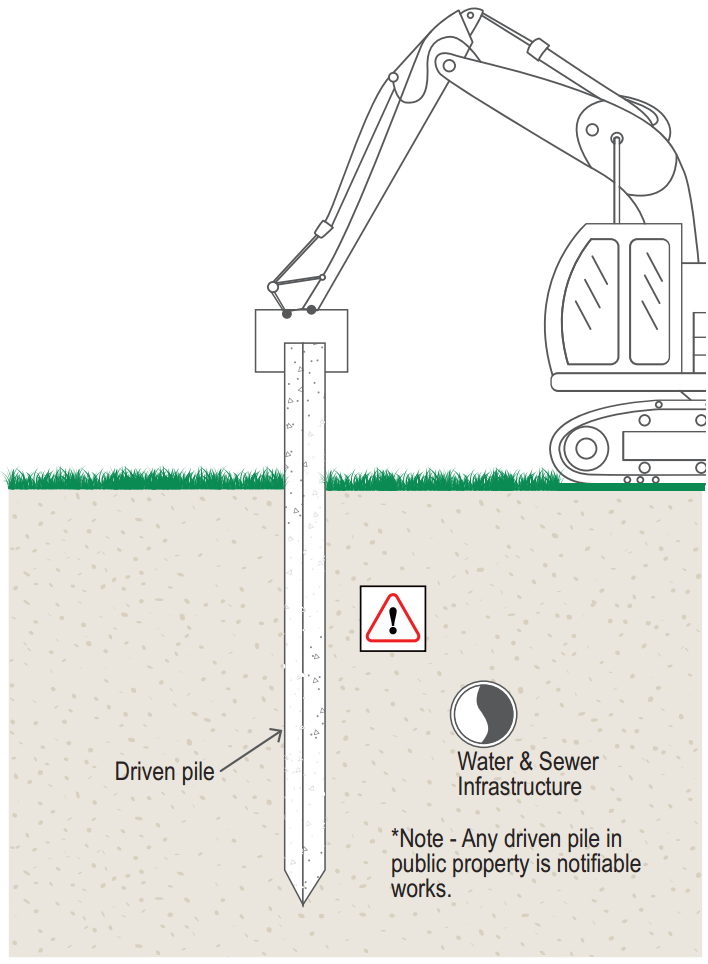 Driven pile
Water & Sewer
Infrastructure
*Note - Any driven pile in
public property is notifiable
works.